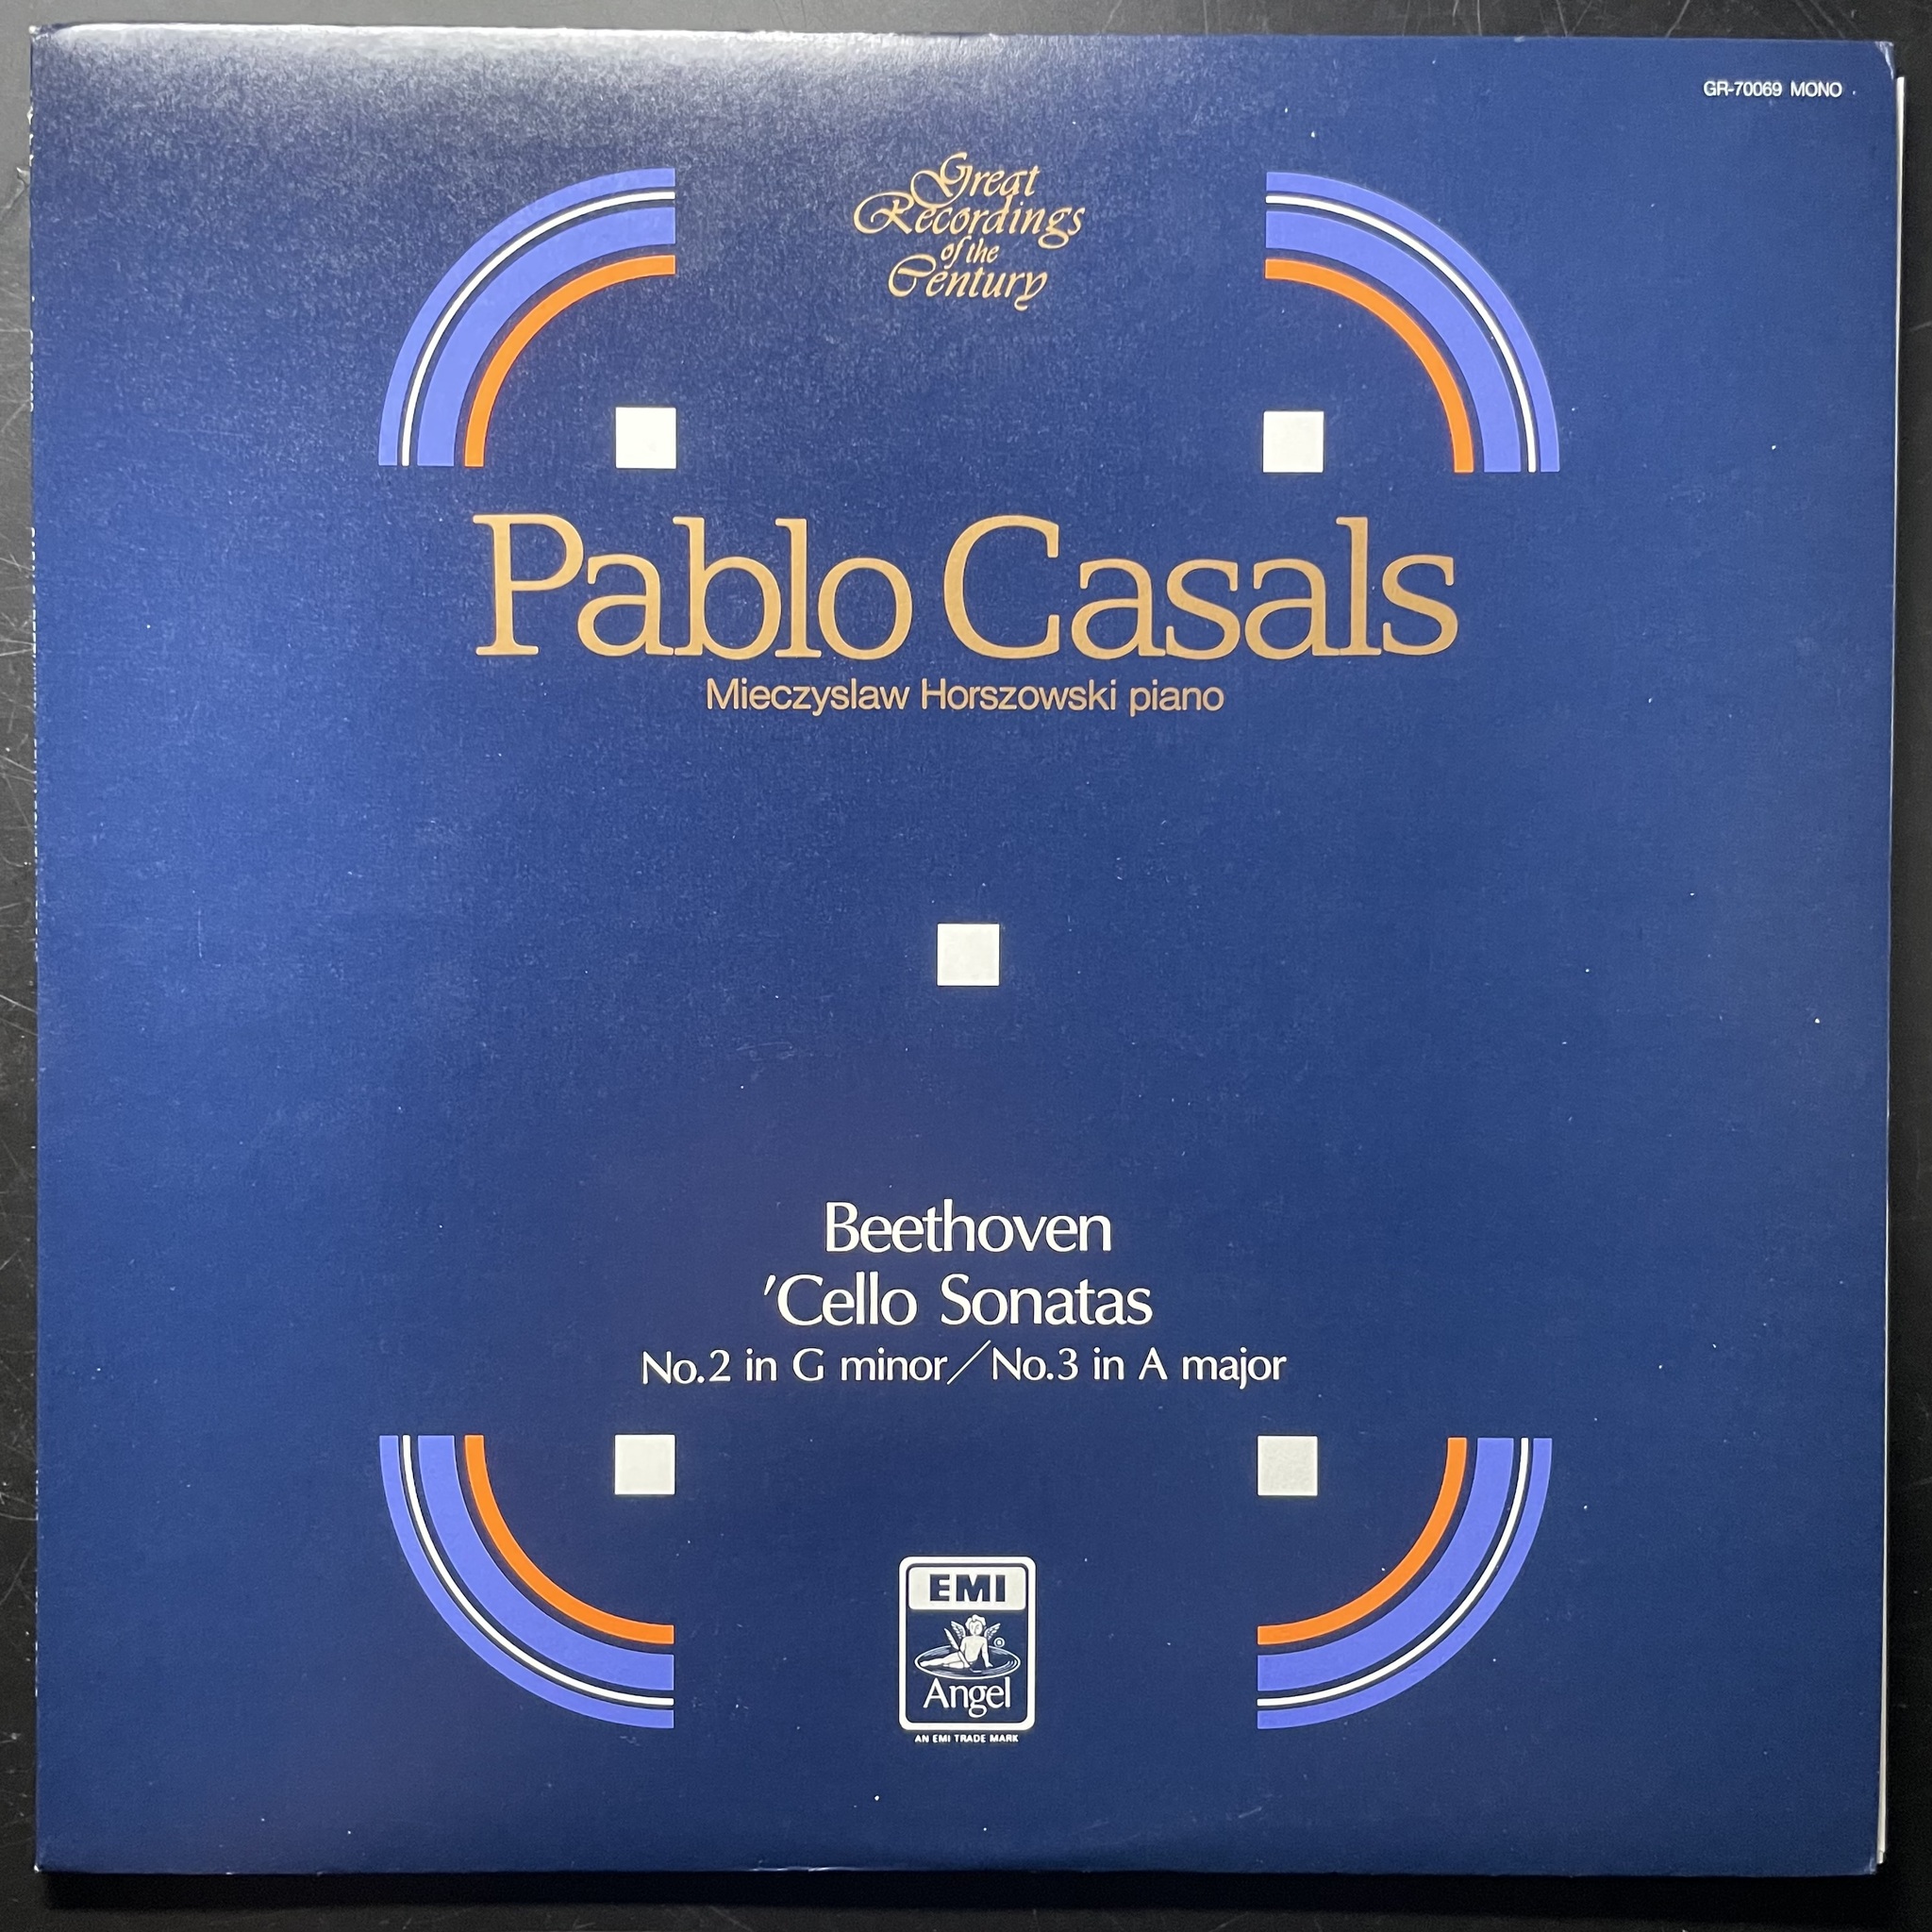 GR-70069 MONO
Great
Recordings
of the
Century
Pablo Casals
Mieczyslaw Horszowski piano
Beethoven
'Cello Sonatas
No.2 in G minor/No.3 in A major
EMI
®
Angel
AN EMI TRADE MARK